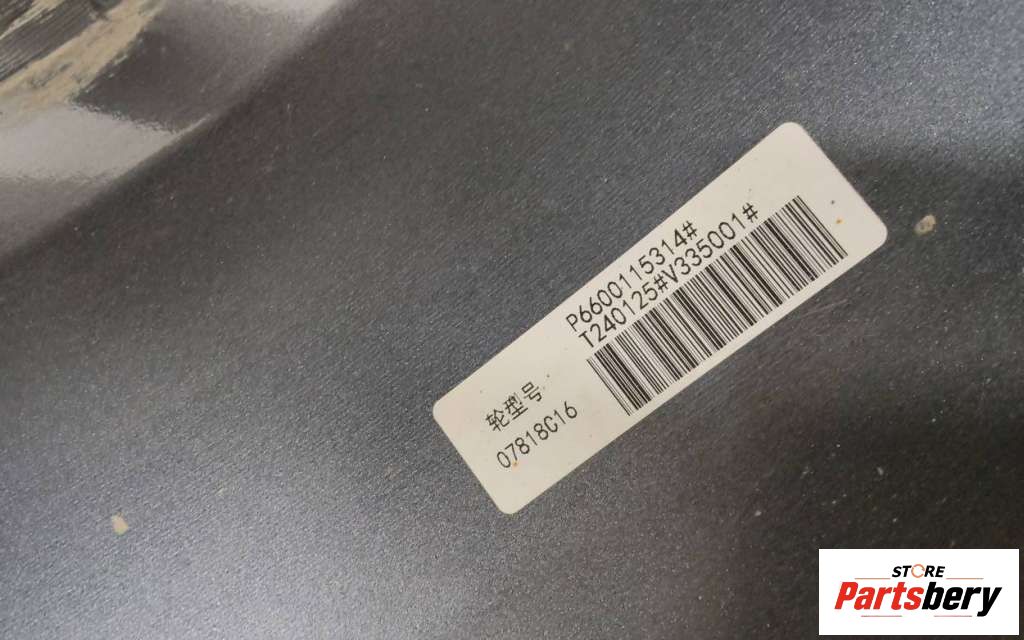 P6600115314#
T240125#V335001#
轮型号
07818C16
STORE
Partsbery